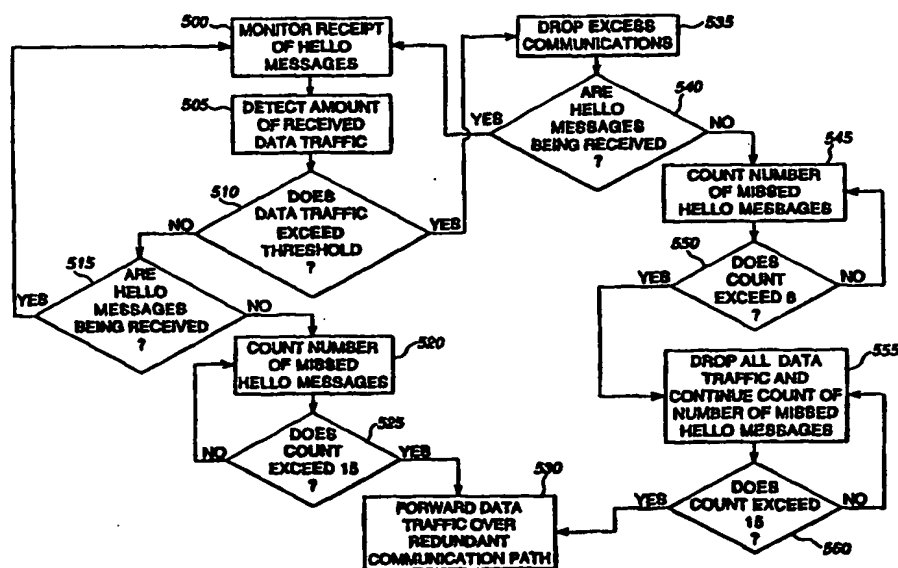 500
MONITOR RECEIPT
OF HELLO
MESSAGES
505
DETECT AMOUNT
OF RECEIVED
DATA TRAFFIC
510
DOES
DATA TRAFFIC
EXCEED
THRESHOLD
?
NO
YES
515
ARE
HELLO
MESSAGES
BEING RECEIVED
?
YES
NO
520
COUNT NUMBER
OF MISSED
HELLO MESSAGES
525
DOES
COUNT
EXCEED 15
?
NO
YES
530
FORWARD DATA
TRAFFIC OVER
REDUNDANT
COMMUNICATION PATH
535
DROP EXCESS
COMMUNICATIONS
540
ARE
HELLO
MESSAGES
BEING RECEIVED
?
YES
NO
545
COUNT NUMBER
OF MISSED
HELLO MESSAGES
550
DOES
COUNT
EXCEED 8
?
YES
NO
555
DROP ALL DATA
TRAFFIC AND
CONTINUE COUNT OF
NUMBER OF MISSED
HELLO MESSAGES
DOES
COUNT EXCEED
15
?
YES
NO
560